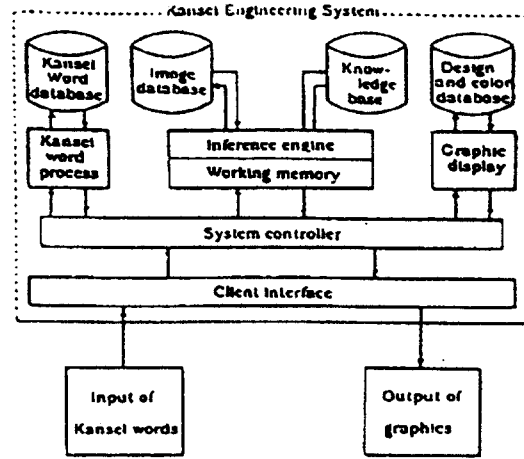 Kansei Engineering System
Kansei
Word
database
Image
database
Know-
ledge
base
Design
and color
database
Kansei
word
process
Inference engine
Working memory
Graphic
display
System controller
Client Interface
Input of
Kansei words
Output of
graphics